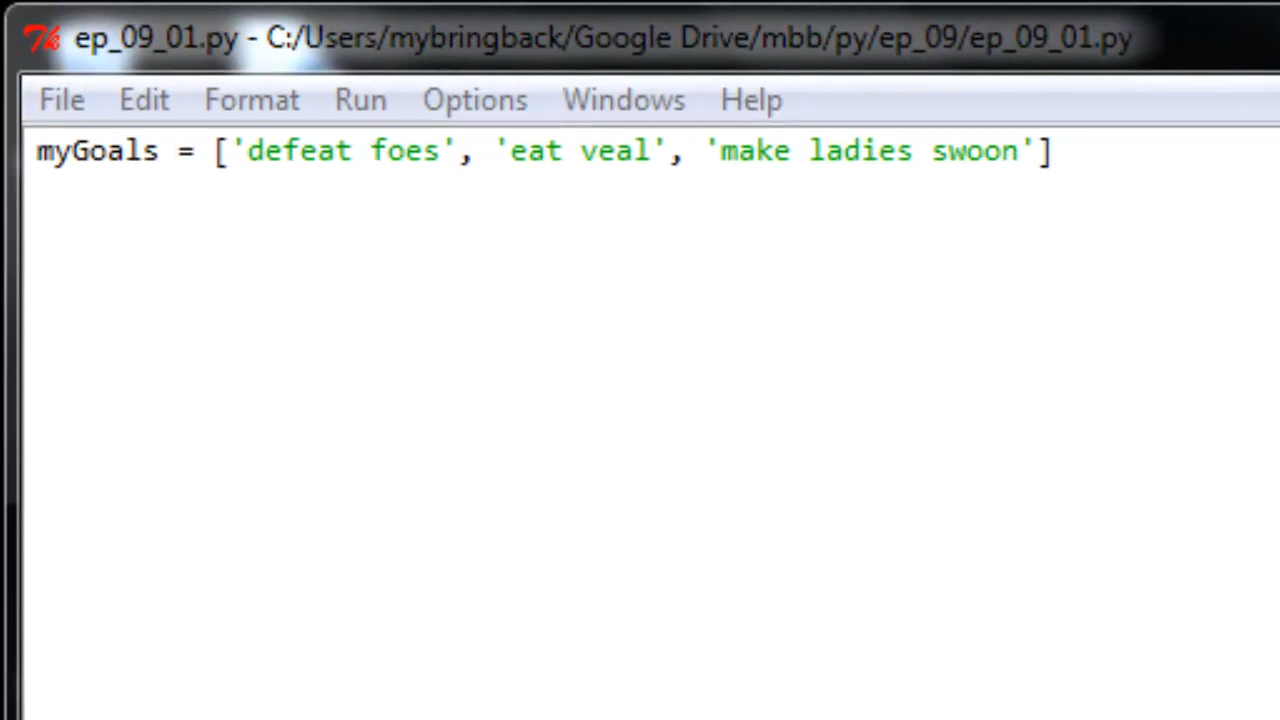 ep_09_01.py - C:/Users/mybringback/Google Drive/mbb/py/ep_09/ep_09_01.py
File Edit Format Run Options Windows Help
myGoals = ['defeat foes', 'eat veal', 'make ladies swoon']